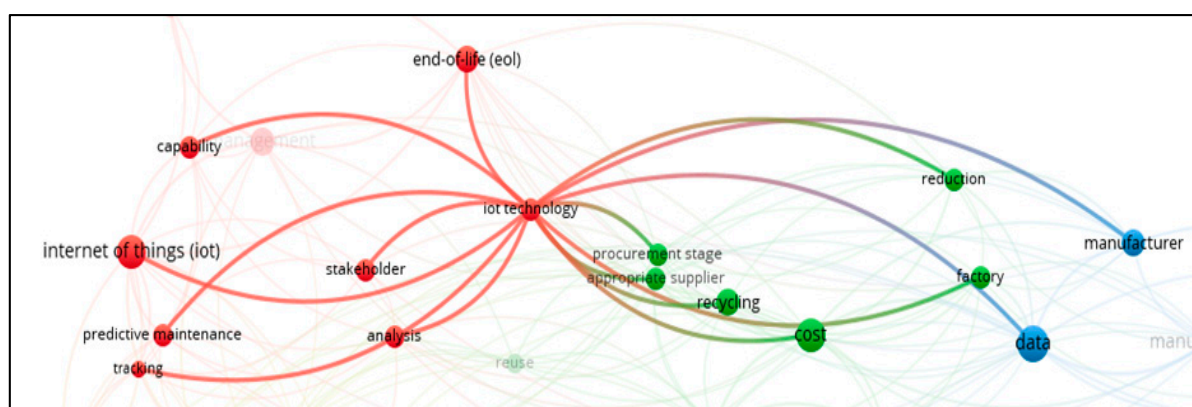 end-of-life (eol)
capability
reduction
iot technology
manufacturer
internet of things (iot)
procurement stage
stakeholder
appropriate supplier
factory
recycling
predictive maintenance
analysis
cost
data
reuse
tracking